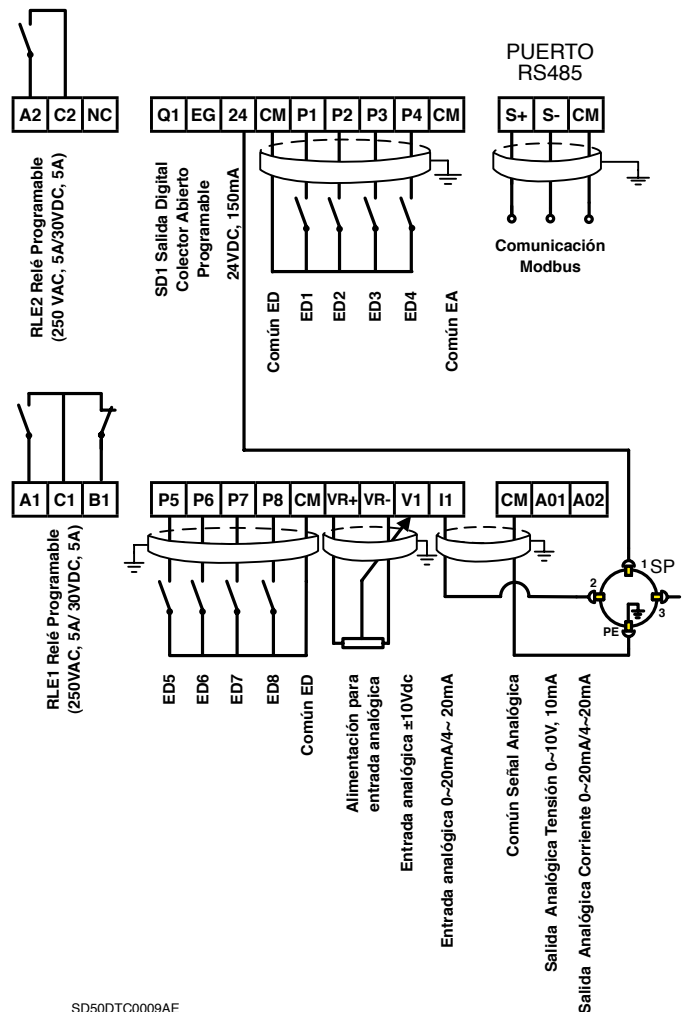 PUERTO
RS485
A2 C2 NC
Q1 EG 24 CM P1 P2 P3 P4 CM
S+ S- CM
RLE2 Relé Programable
(250 VAC, 5A/30VDC, 5A)
SD1 Salida Digital
Colector Abierto
Programable
24VDC, 150mA
Común ED
ED1
ED2
ED3
ED4
Común EA
Comunicación
Modbus
A1 C1 B1
P5 P6 P7 P8 CM VR+ VR- V1 I1
CM A01 A02
RLE1 Relé Programable
(250VAC, 5A/ 30VDC, 5A)
ED5
ED6
ED7
ED8
Común ED
Alimentación para
entrada analógica
Entrada analógica ±10Vdc
Entrada analógica 0~20mA/4~ 20mA
Común Señal Analógica
Salida Analógica Tensión 0~10V, 10mA
Salida Analógica Corriente 0~20mA/4~20mA
1 SP
2
3
PE
SD50DTC0009AE